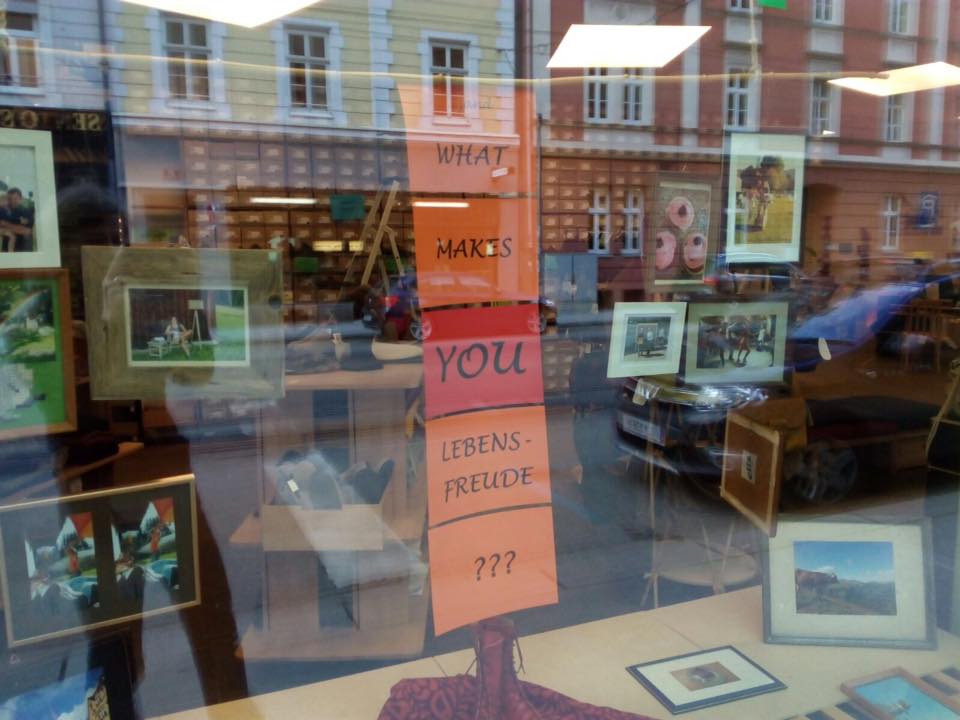 WHAT
MAKES
YOU
LEBENS-
FREUDE
???